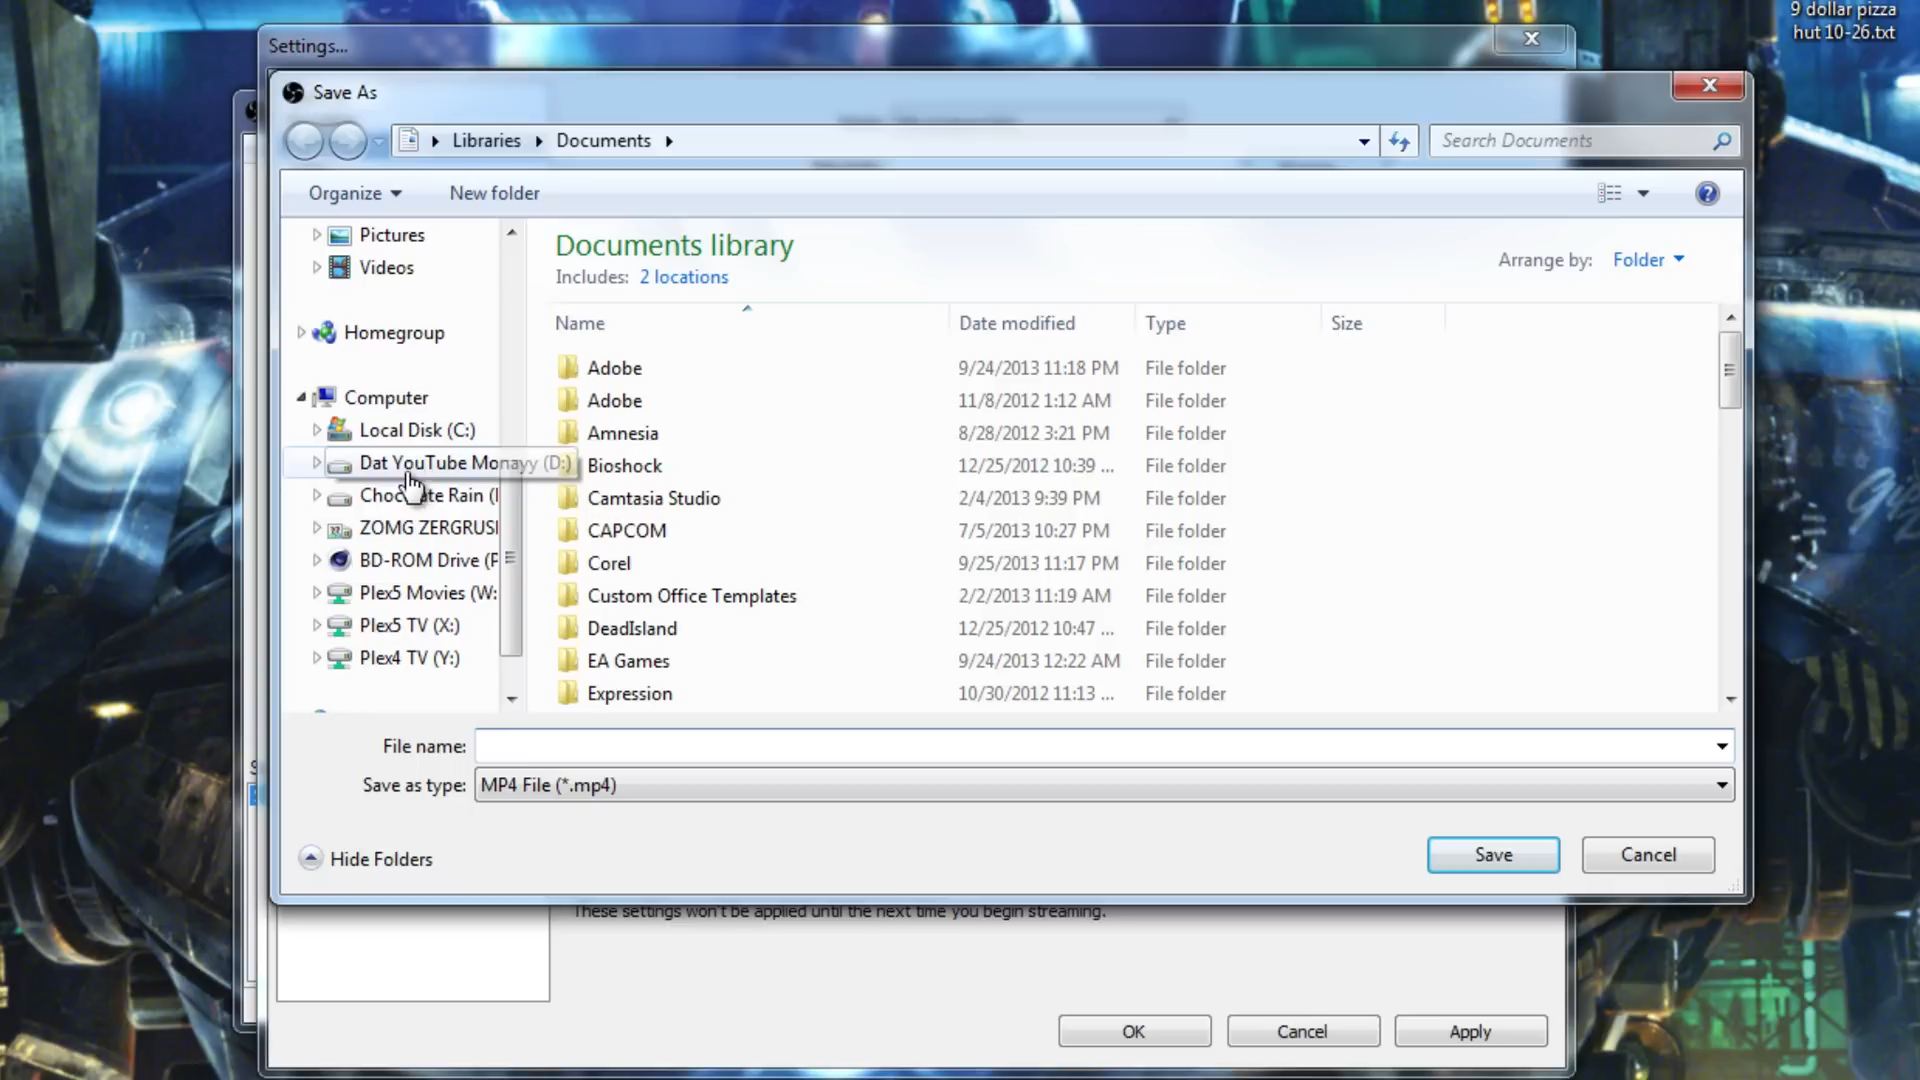 9 dollar pizza
hut 10-26.txt
Settings...
Save As
Libraries
Documents
Search Documents
Organize
New folder
Pictures
Videos
Homegroup
Computer
Local Disk (C:)
Dat YouTube Monayy (D:)
Chocolate Rain (
ZOMG ZERGRUS
BD-ROM Drive (
Plex5 Movies (W:
Plex5 TV (X:)
Plex4 TV (Y:)
Documents library
Includes: 2 locations
Arrange by: Folder
Name Date modified Type Size
Adobe 9/24/2013 11:18 PM File folder
Adobe 11/8/2012 1:12 AM File folder
Amnesia 8/28/2012 3:21 PM File folder
Bioshock 12/25/2012 10:39 ... File folder
Camtasia Studio 2/4/2013 9:39 PM File folder
CAPCOM 7/5/2013 10:27 PM File folder
Corel 9/25/2013 11:17 PM File folder
Custom Office Templates 2/2/2013 11:19 AM File folder
DeadIsland 12/25/2012 10:47 ... File folder
EA Games 9/24/2013 12:22 AM File folder
Expression 10/30/2012 11:13 ... File folder
File name:
Save as type: MP4 File (*.mp4)
Hide Folders
Save
Cancel
These settings won't be applied until the next time you begin streaming.
OK
Cancel
Apply